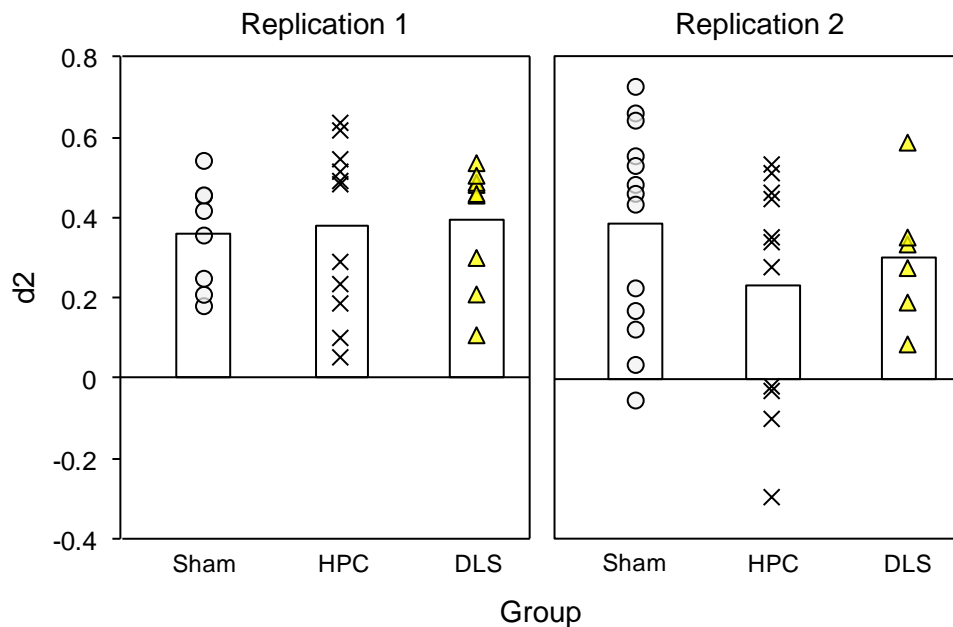 Replication 1
Replication 2
d2
0.8
0.6
0.4
0.2
0
-0.2
-0.4
Sham HPC DLS
Sham HPC DLS
Group